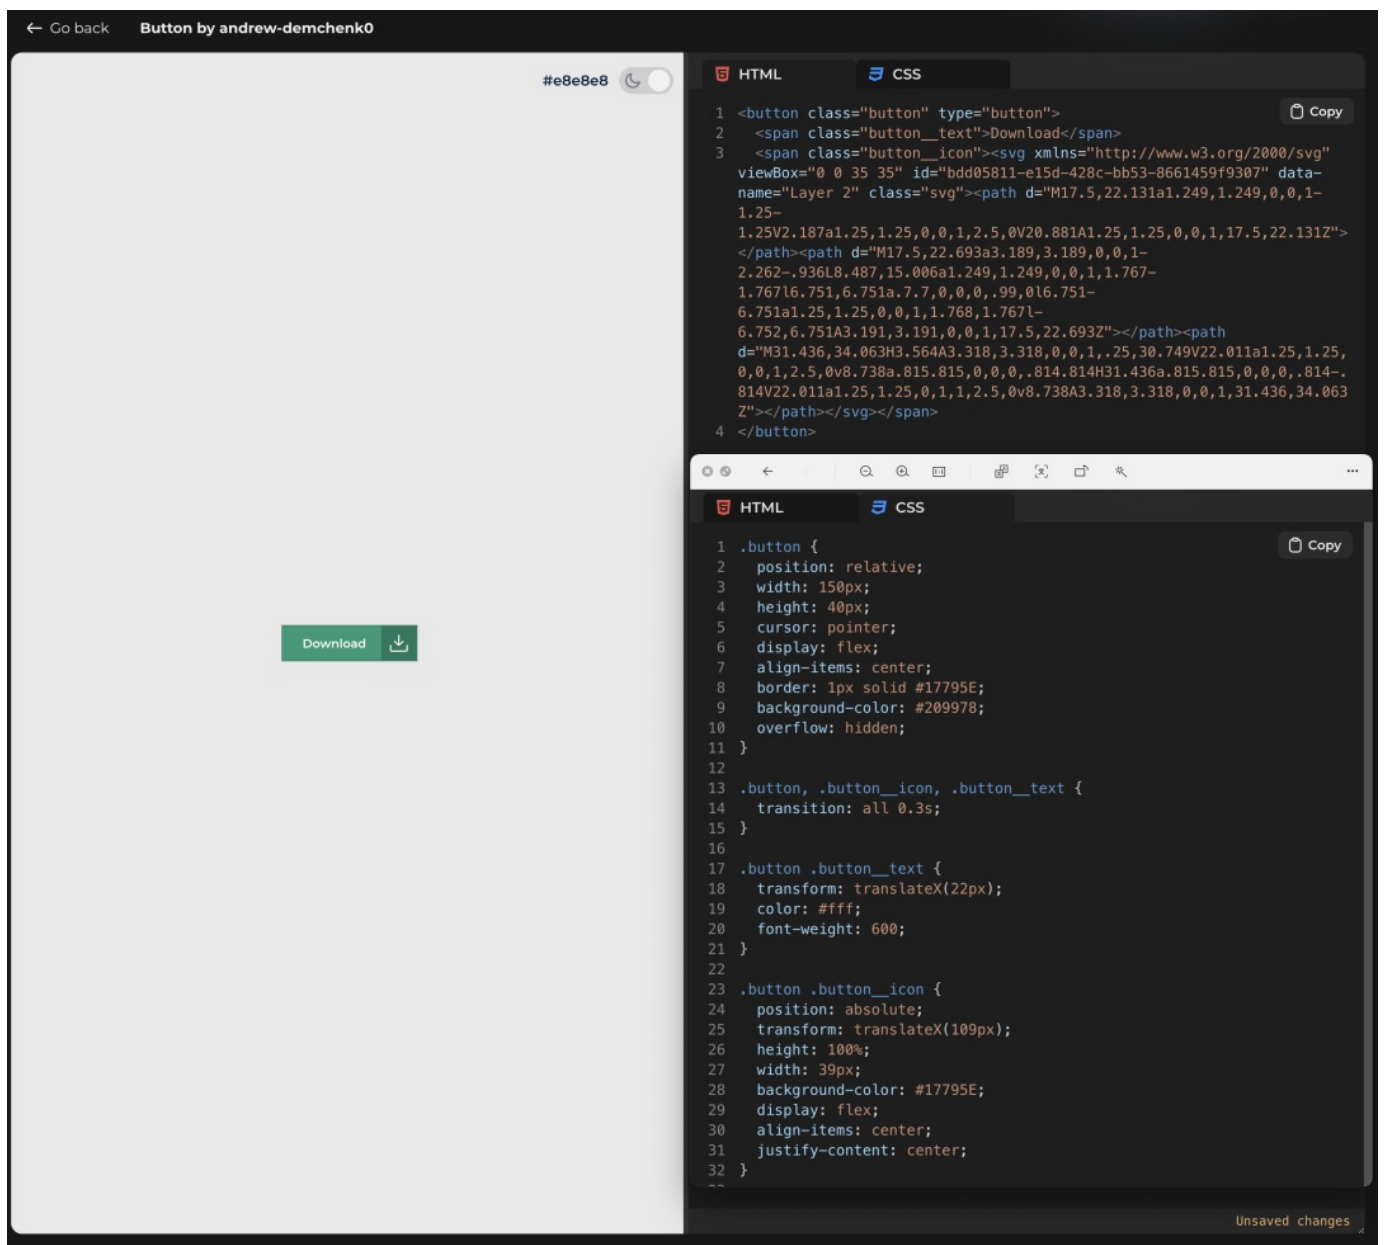 ← Go back Button by andrew-demchenk0
#e8e8e8
HTML CSS
Copy
1 <button class="button" type="button">
2 <span class="button__text">Download</span>
3 <span class="button__icon"><svg xmlns="http://www.w3.org/2000/svg"
viewBox="0 0 35 35" id="bdd05811-e15d-428c-bb53-8661459f9307" data-
name="Layer 2" class="svg"><path d="M17.5,22.131a1.249,1.249,0,0,1-
1.25-
1.25V2.187a1.25,1.25,0,0,1,2.5,0V20.881A1.25,1.25,0,0,1,17.5,22.131Z">
</path><path d="M17.5,22.693a3.189,3.189,0,0,1-
2.262-.936L8.487,15.006a1.249,1.249,0,0,1,1.767-
1.767l6.751,6.751a.7.7,0,0,0,.99,0l6.751-
6.751a1.25,1.25,0,0,1,1.768,1.767l-
6.752,6.751A3.191,3.191,0,0,1,17.5,22.693Z"></path><path
d="M31.436,34.063H3.564A3.318,3.318,0,0,1,.25,30.749V22.011a1.25,1.25,
0,0,1,2.5,0v8.738a.815.815,0,0,0,.814.814H31.436a.815.815,0,0,0,.814-.
814V22.011a1.25,1.25,0,1,1,2.5,0v8.738A3.318,3.318,0,0,1,31.436,34.063
Z"></path></svg></span>
4 </button>
HTML CSS
Copy
1 .button {
2 position: relative;
3 width: 150px;
4 height: 40px;
5 cursor: pointer;
6 display: flex;
7 align-items: center;
8 border: 1px solid #17795E;
9 background-color: #209978;
10 overflow: hidden;
11 }
12
13 .button, .button__icon, .button__text {
14 transition: all 0.3s;
15 }
16
17 .button .button__text {
18 transform: translateX(22px);
19 color: #fff;
20 font-weight: 600;
21 }
22
23 .button .button__icon {
24 position: absolute;
25 transform: translateX(109px);
26 height: 100%;
27 width: 39px;
28 background-color: #17795E;
29 display: flex;
30 align-items: center;
31 justify-content: center;
32 }
Download
Unsaved changes